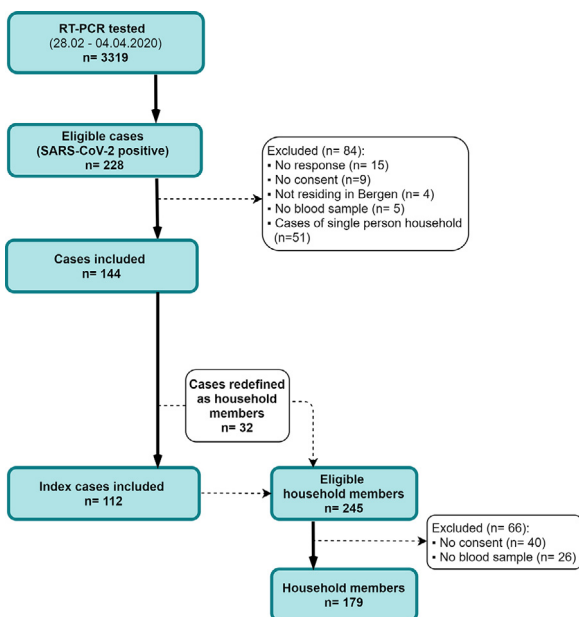 RT-PCR tested
(28.02 - 04.04.2020)
n= 3319
Eligible cases
(SARS-CoV-2 positive)
n= 228
Excluded (n= 84):
▪ No response (n= 15)
▪ No consent (n=9)
▪ Not residing in Bergen (n= 4)
▪ No blood sample (n= 5)
▪ Cases of single person household
(n=51)
Cases included
n= 144
Cases redefined
as household
members
n= 32
Index cases included
n= 112
Eligible
household members
n= 245
Excluded (n= 66):
▪ No consent (n= 40)
▪ No blood sample (n= 26)
Household members
n= 179